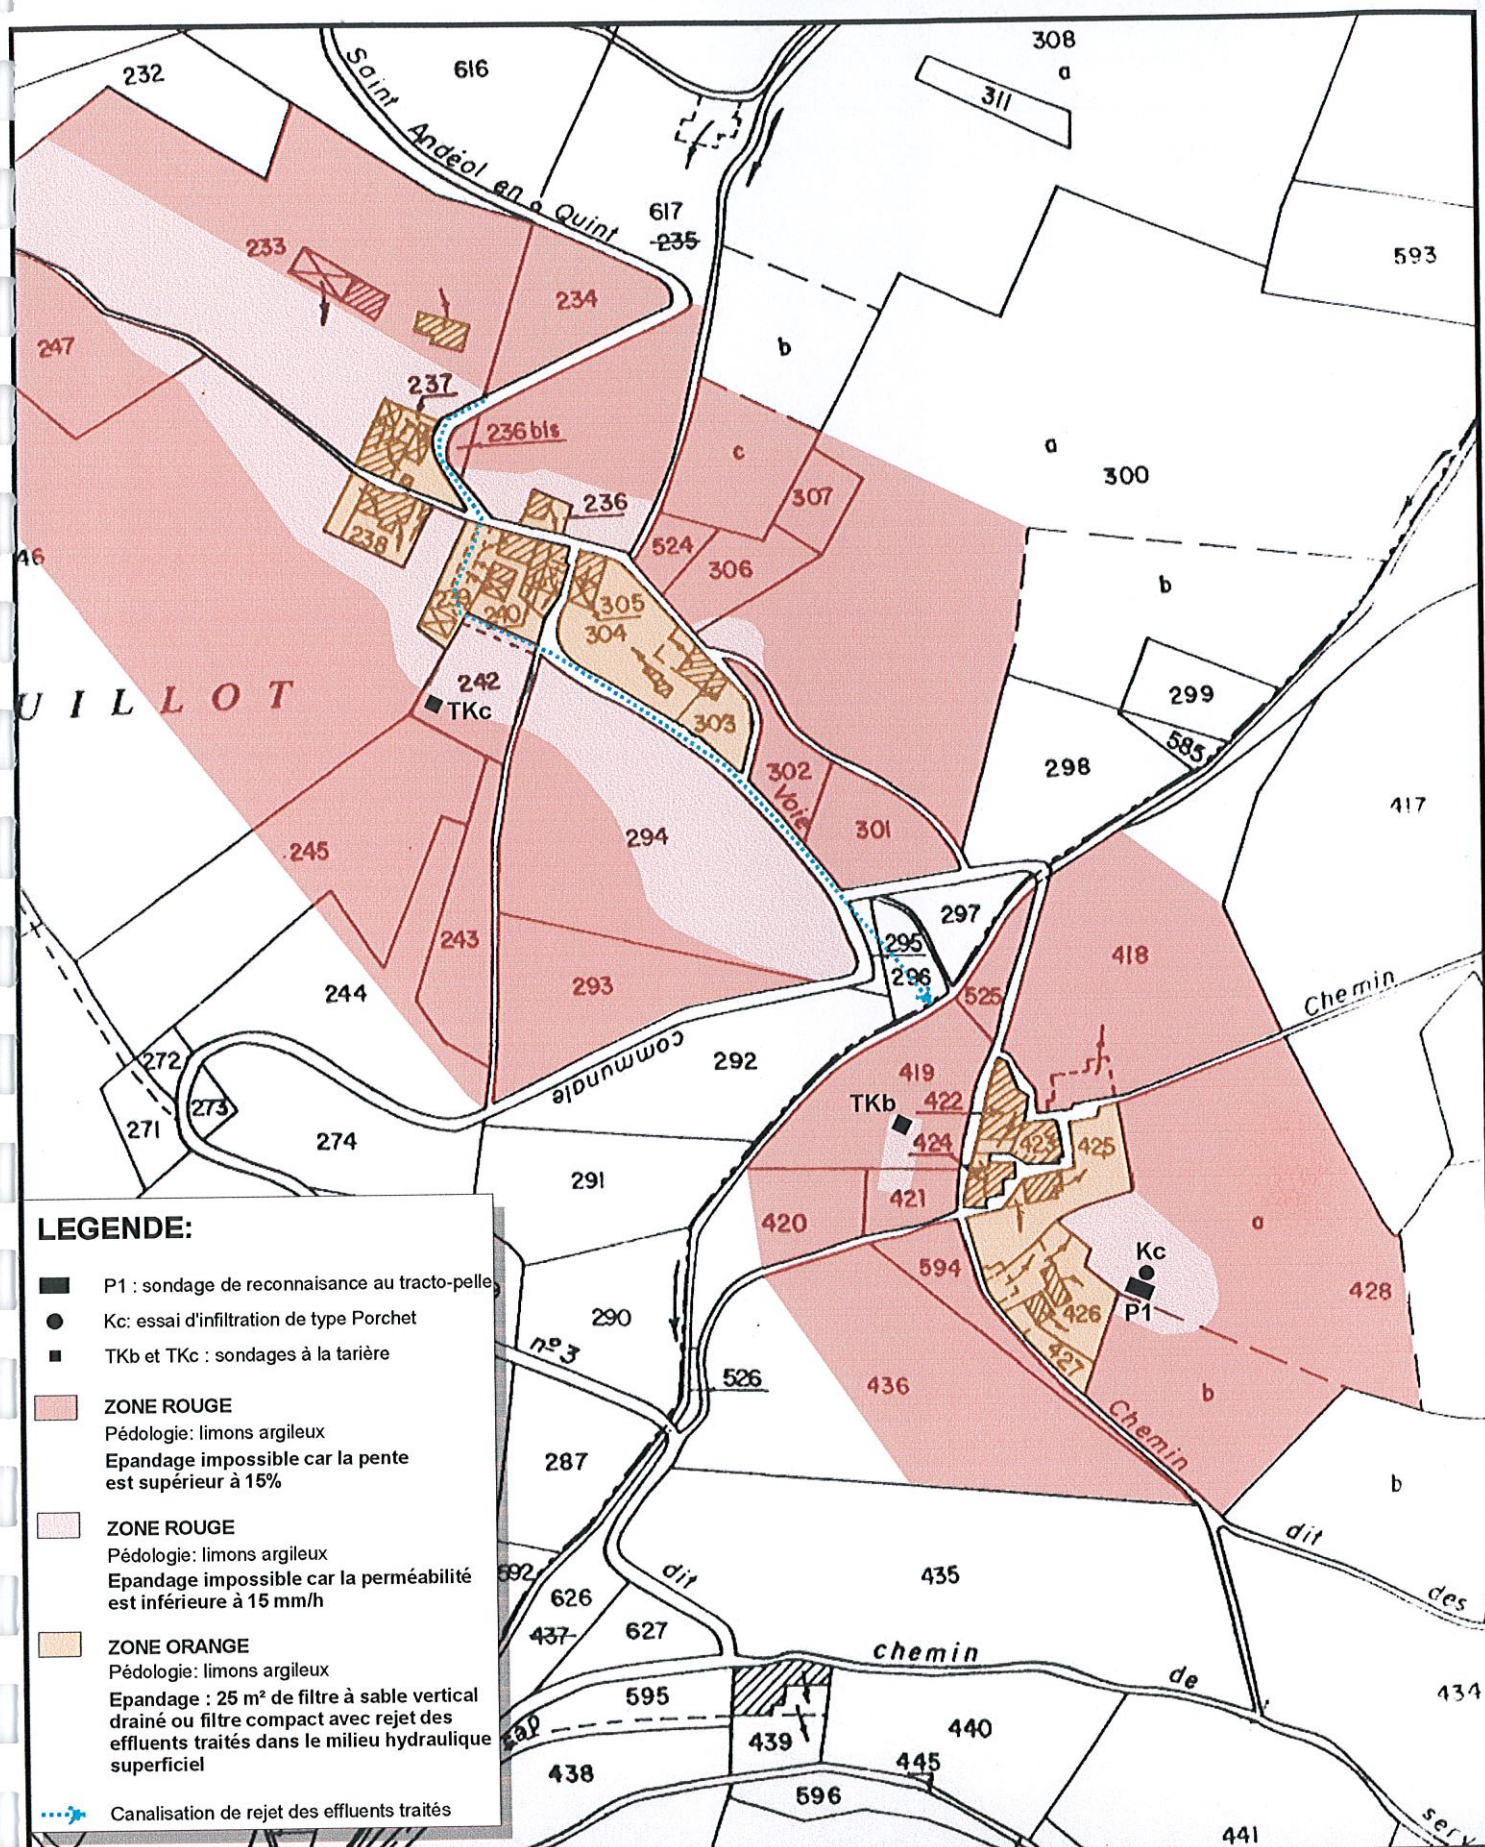 308
232
616
Saint Andéol en Quint
a
311
617
235
593
233
234
247
b
237
236 bis
a
300
c
307
236
524
306
238
46
b
239
240
305
304
242
TKc
299
UILLOT
303
585
298
302
Voie
301
417
294
245
297
243
295
418
296
244
293
525
Chemin
272
communale
292
419
273
TKb
422
271
274
423
425
424
291
421
420
a
Kc
594
428
P1
290
426
nº 3
427
526
436
b
Chemin
287
b
dit
592
dit
435
626
des
437
627
chemin
de
595
434
439
440
438
445
596
441
serv
LEGENDE:
P1 : sondage de reconnaisance au tracto-pelle
Kc: essai d'infiltration de type Porchet
TKb et TKc : sondages à la tarière
ZONE ROUGE
Pédologie: limons argileux
Epandage impossible car la pente
est supérieur à 15%
ZONE ROUGE
Pédologie: limons argileux
Epandage impossible car la perméabilité
est inférieure à 15 mm/h
ZONE ORANGE
Pédologie: limons argileux
Epandage : 25 m² de filtre à sable vertical
drainé ou filtre compact avec rejet des
effluents traités dans le milieu hydraulique
superficiel
Canalisation de rejet des effluents traités